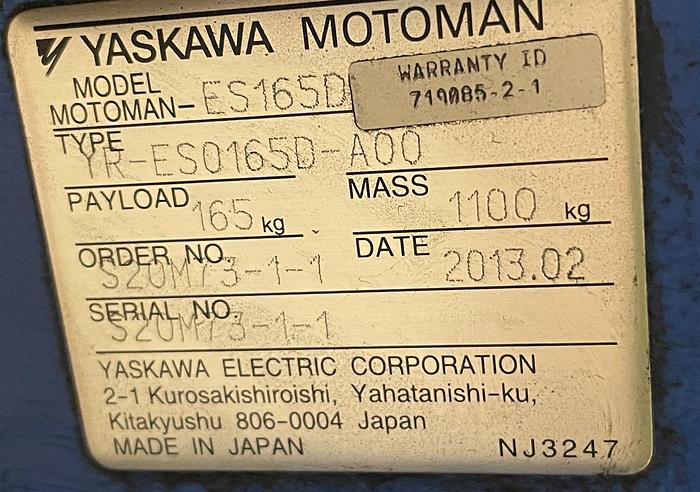 YASKAWA MOTOMAN
MODEL
MOTOMAN- ES165D
WARRANTY ID
719085-2-1
TYPE
YR-ES0165D-A00
PAYLOAD 165 kg
MASS 1100 kg
ORDER NO.
S20M73-1-1
DATE 2013.02
SERIAL NO.
S20M73-1-1
YASKAWA ELECTRIC CORPORATION
2-1 Kurosakishiroishi, Yahatanishi-ku,
Kitakyushu 806-0004 Japan
MADE IN JAPAN
NJ3247